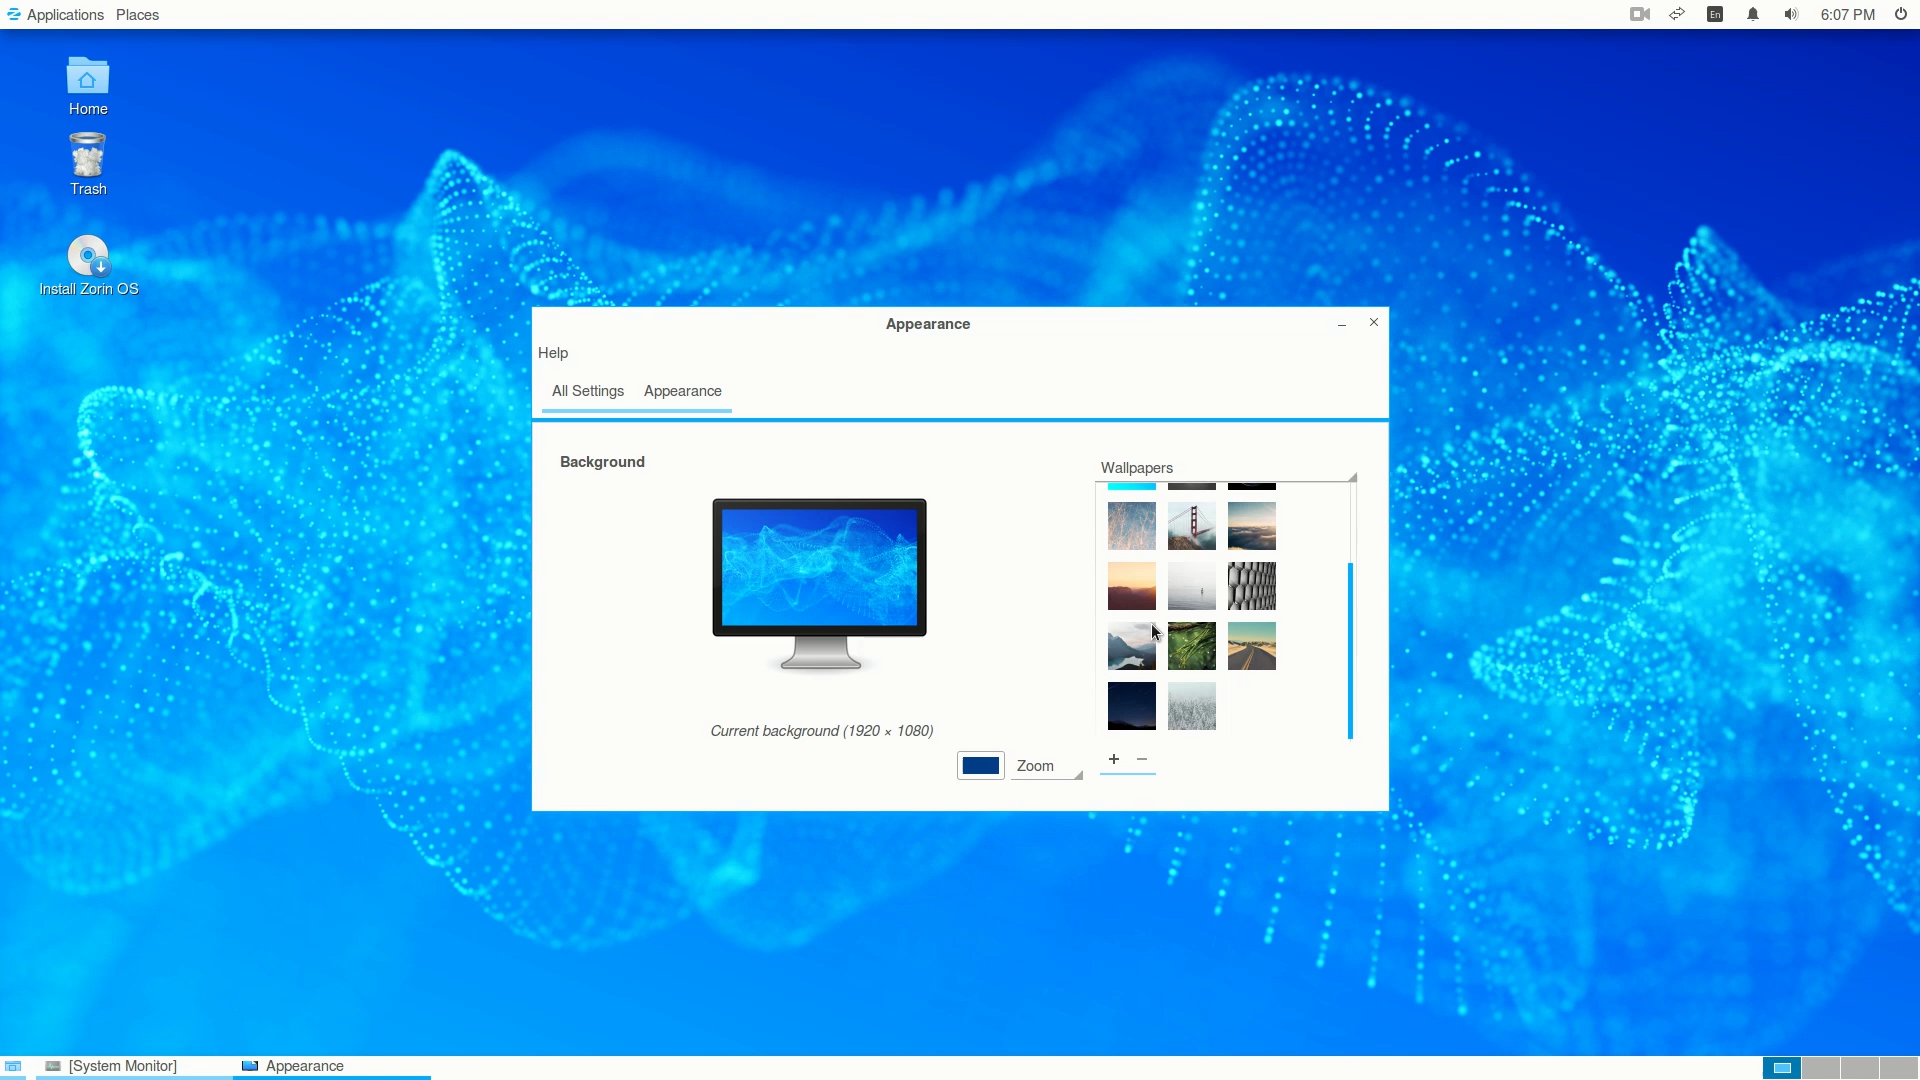 Applications Places
En
6:07 PM
Home
Trash
Install Zorin OS
Appearance
Help
All Settings Appearance
Background
Wallpapers
Current background (1920 × 1080)
Zoom
[System Monitor] Appearance